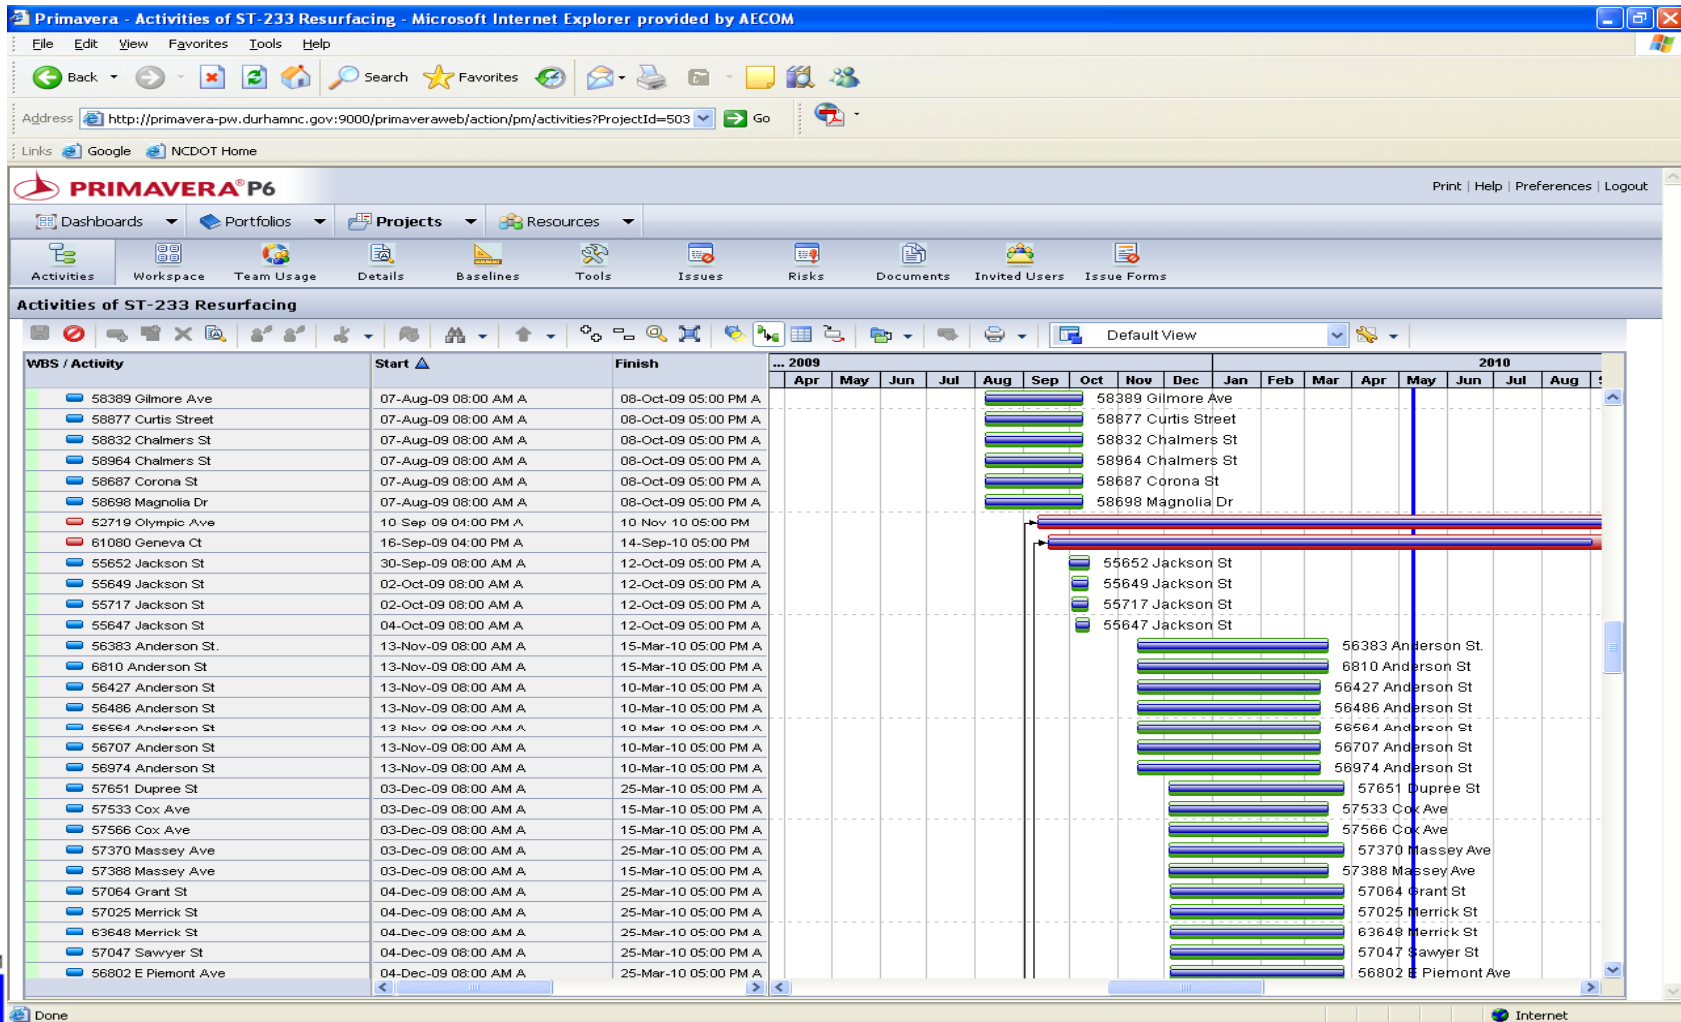 Primavera - Activities of ST-233 Resurfacing - Microsoft Internet Explorer provided by AECOM
File Edit View Favorites Tools Help
Back Search Favorites
Address http://primavera-pw.durhamnc.gov:9000/primaveraweb/action/pm/activities?ProjectId=503 Go
Links Google NCDOT Home
PRIMAVERA® P6 Print | Help | Preferences | Logout
Dashboards Portfolios Projects Resources
Activities Workspace Team Usage Details Baselines Tools Issues Risks Documents Invited Users Issue Forms
Activities of ST-233 Resurfacing
Default View
WBS / Activity Start Finish ... 2009 2010
Apr May Jun Jul Aug Sep Oct Nov Dec Jan Feb Mar Apr May Jun Jul Aug
58389 Gilmore Ave 07-Aug-09 08:00 AM A 08-Oct-09 05:00 PM A 58389 Gilmore Ave
58877 Curtis Street 07-Aug-09 08:00 AM A 08-Oct-09 05:00 PM A 58877 Curtis Street
58832 Chalmers St 07-Aug-09 08:00 AM A 08-Oct-09 05:00 PM A 58832 Chalmers St
58964 Chalmers St 07-Aug-09 08:00 AM A 08-Oct-09 05:00 PM A 58964 Chalmers St
58687 Corona St 07-Aug-09 08:00 AM A 08-Oct-09 05:00 PM A 58687 Corona St
58698 Magnolia Dr 07-Aug-09 08:00 AM A 08-Oct-09 05:00 PM A 58698 Magnolia Dr
52719 Olympic Ave 10-Sep-09 04:00 PM A 10-Nov-10 05:00 PM
61080 Geneva Ct 16-Sep-09 04:00 PM A 14-Sep-10 05:00 PM
55652 Jackson St 30-Sep-09 08:00 AM A 12-Oct-09 05:00 PM A 55652 Jackson St
55649 Jackson St 02-Oct-09 08:00 AM A 12-Oct-09 05:00 PM A 55649 Jackson St
55717 Jackson St 02-Oct-09 08:00 AM A 12-Oct-09 05:00 PM A 55717 Jackson St
55647 Jackson St 04-Oct-09 08:00 AM A 12-Oct-09 05:00 PM A 55647 Jackson St
56383 Anderson St. 13-Nov-09 08:00 AM A 15-Mar-10 05:00 PM A 56383 Anderson St.
6810 Anderson St 13-Nov-09 08:00 AM A 15-Mar-10 05:00 PM A 6810 Anderson St
56427 Anderson St 13-Nov-09 08:00 AM A 10-Mar-10 05:00 PM A 56427 Anderson St
56486 Anderson St 13-Nov-09 08:00 AM A 10-Mar-10 05:00 PM A 56486 Anderson St
56564 Anderson St 13-Nov-09 08:00 AM A 10-Mar-10 05:00 PM A 56564 Anderson St
56707 Anderson St 13-Nov-09 08:00 AM A 10-Mar-10 05:00 PM A 56707 Anderson St
56974 Anderson St 13-Nov-09 08:00 AM A 10-Mar-10 05:00 PM A 56974 Anderson St
57651 Dupree St 03-Dec-09 08:00 AM A 25-Mar-10 05:00 PM A 57651 Dupree St
57533 Cox Ave 03-Dec-09 08:00 AM A 15-Mar-10 05:00 PM A 57533 Cox Ave
57566 Cox Ave 03-Dec-09 08:00 AM A 15-Mar-10 05:00 PM A 57566 Cox Ave
57370 Massey Ave 03-Dec-09 08:00 AM A 25-Mar-10 05:00 PM A 57370 Massey Ave
57388 Massey Ave 03-Dec-09 08:00 AM A 15-Mar-10 05:00 PM A 57388 Massey Ave
57064 Grant St 04-Dec-09 08:00 AM A 25-Mar-10 05:00 PM A 57064 Grant St
57025 Merrick St 04-Dec-09 08:00 AM A 25-Mar-10 05:00 PM A 57025 Merrick St
63648 Merrick St 04-Dec-09 08:00 AM A 25-Mar-10 05:00 PM A 63648 Merrick St
57047 Sawyer St 04-Dec-09 08:00 AM A 25-Mar-10 05:00 PM A 57047 Sawyer St
56802 E Piemont Ave 04-Dec-09 08:00 AM A 25-Mar-10 05:00 PM A 56802 E Piemont Ave
Done Internet